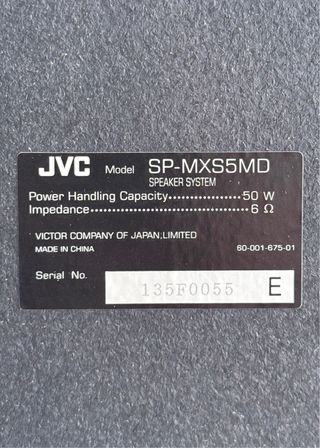 JVC Model SP-MXS5MD
SPEAKER SYSTEM
Power Handling Capacity.................50 W
Impedance................................6 Ω
VICTOR COMPANY OF JAPAN,LIMITED
MADE IN CHINA 60-001-675-01
Serial No. 135F0055 E